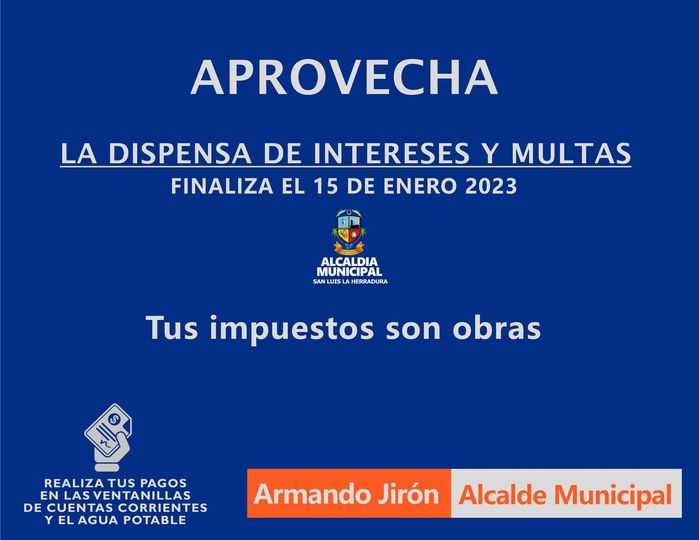 APROVECHA
LA DISPENSA DE INTERESES Y MULTAS
FINALIZA EL 15 DE ENERO 2023
ALCALDIA
MUNICIPAL
SAN LUIS LA HERRADURA
Tus impuestos son obras
REALIZA TUS PAGOS
EN LAS VENTANILLAS
DE CUENTAS CORRIENTES
Y EL AGUA POTABLE
Armando Jirón Alcalde Municipal